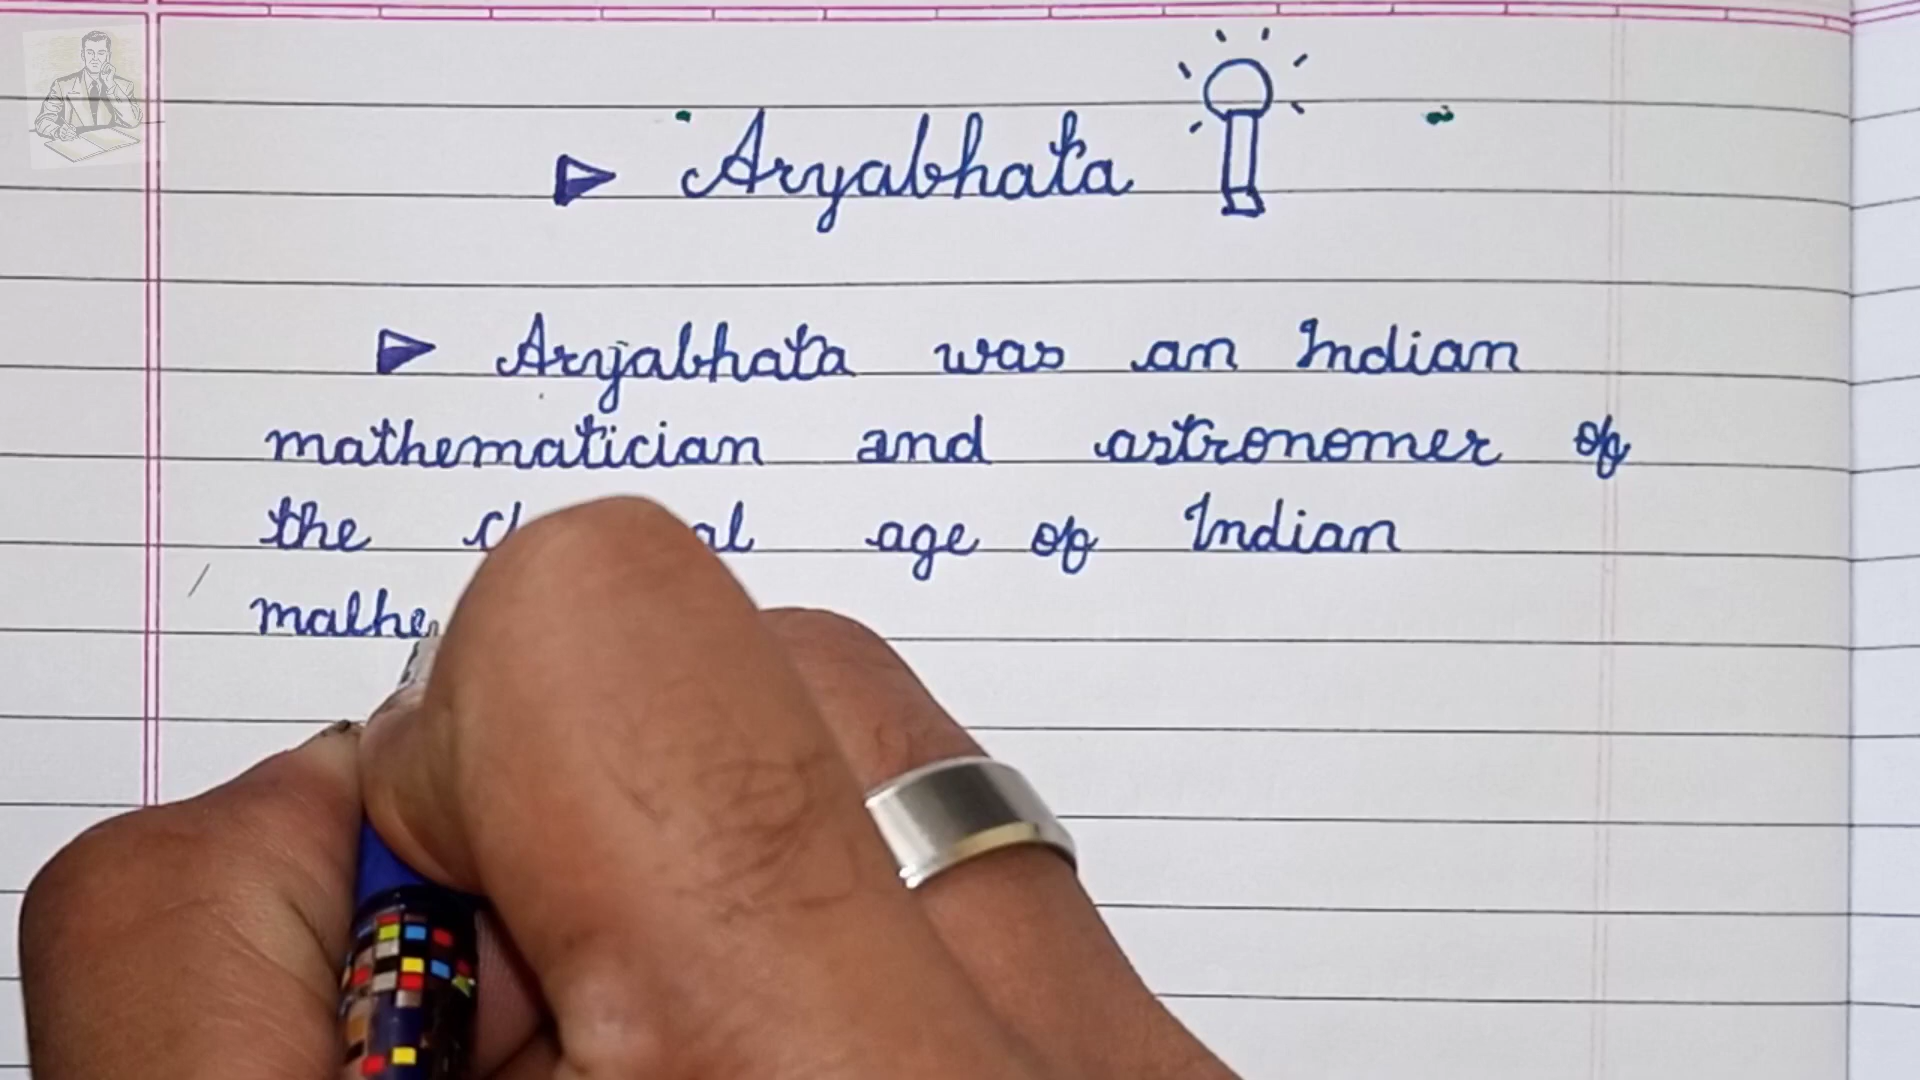 Aryabhata
Aryabhata was an Indian
mathematician and astronomer of
the age of Indian